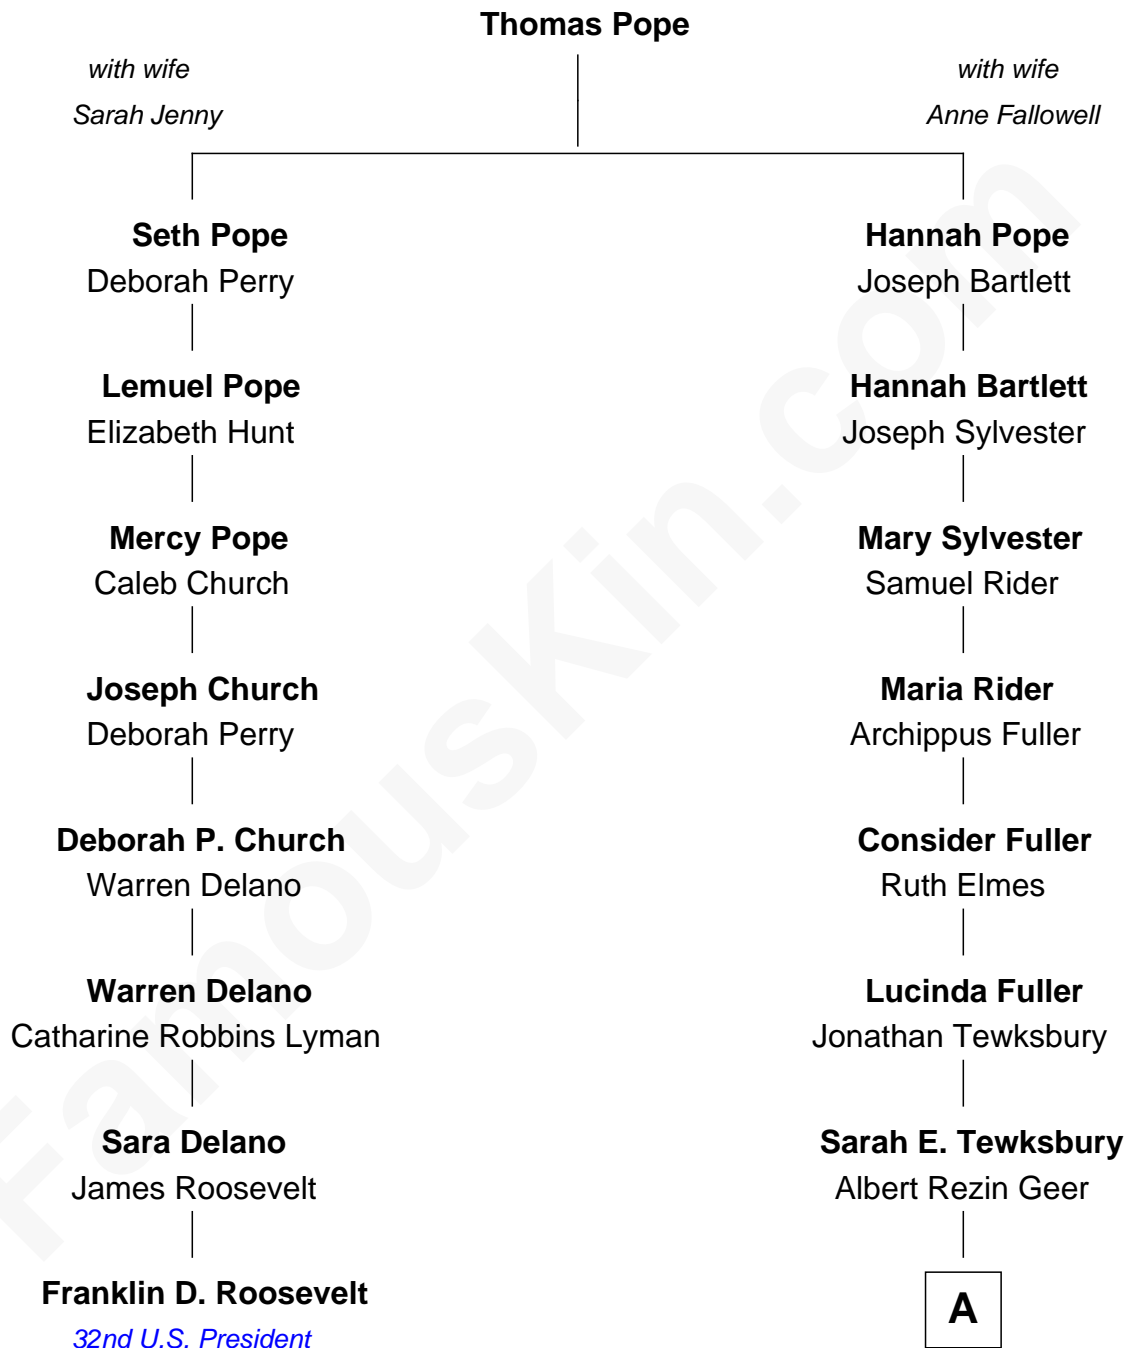 Thomas Pope
with wife
Sarah Jenny
with wife
Anne Fallowell
Seth Pope
Deborah Perry
Hannah Pope
Joseph Bartlett
Lemuel Pope
Elizabeth Hunt
Hannah Bartlett
Joseph Sylvester
Mercy Pope
Caleb Church
Mary Sylvester
Samuel Rider
Joseph Church
Deborah Perry
Maria Rider
Archippus Fuller
Deborah P. Church
Warren Delano
Consider Fuller
Ruth Elmes
Warren Delano
Catharine Robbins Lyman
Lucinda Fuller
Jonathan Tewksbury
Sara Delano
James Roosevelt
Sarah E. Tewksbury
Albert Rezin Geer
Franklin D. Roosevelt
32nd U.S. President
A
FamousKin.com